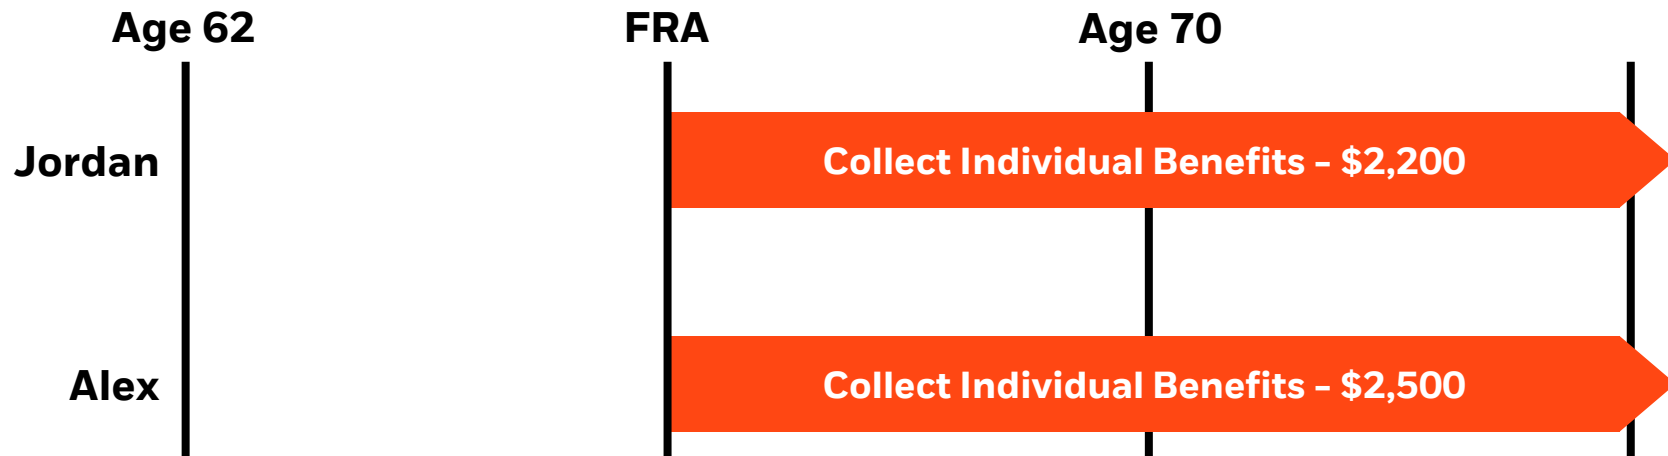 Age 62 FRA Age 70
Jordan Collect Individual Benefits – $2,200
Alex Collect Individual Benefits – $2,500